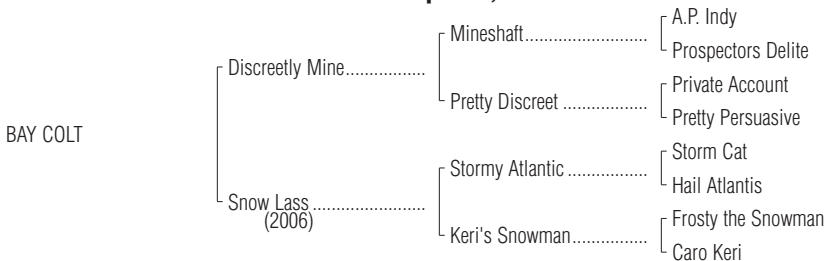 Mineshaft
A.P. Indy
Prospectors Delite
Discreetly Mine
Pretty Discreet
Private Account
Pretty Persuasive
BAY COLT
Stormy Atlantic
Storm Cat
Hail Atlantis
Snow Lass
(2006)
Keri's Snowman
Frosty the Snowman
Caro Keri